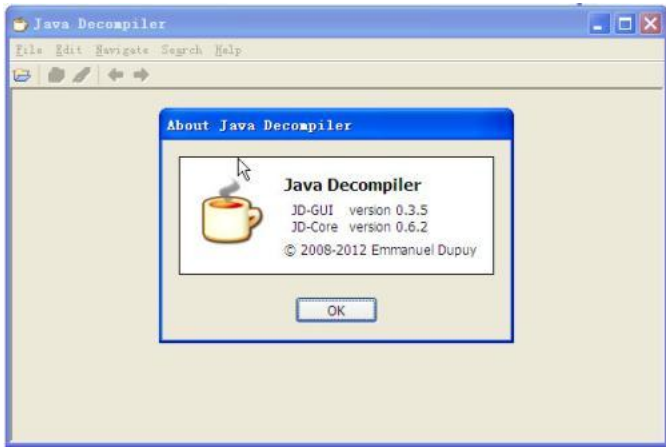 Java Decompiler
File Edit Navigate Search Help
About Java Decompiler
Java Decompiler
JD-GUI version 0.3.5
JD-Core version 0.6.2
© 2008-2012 Emmanuel Dupuy
OK